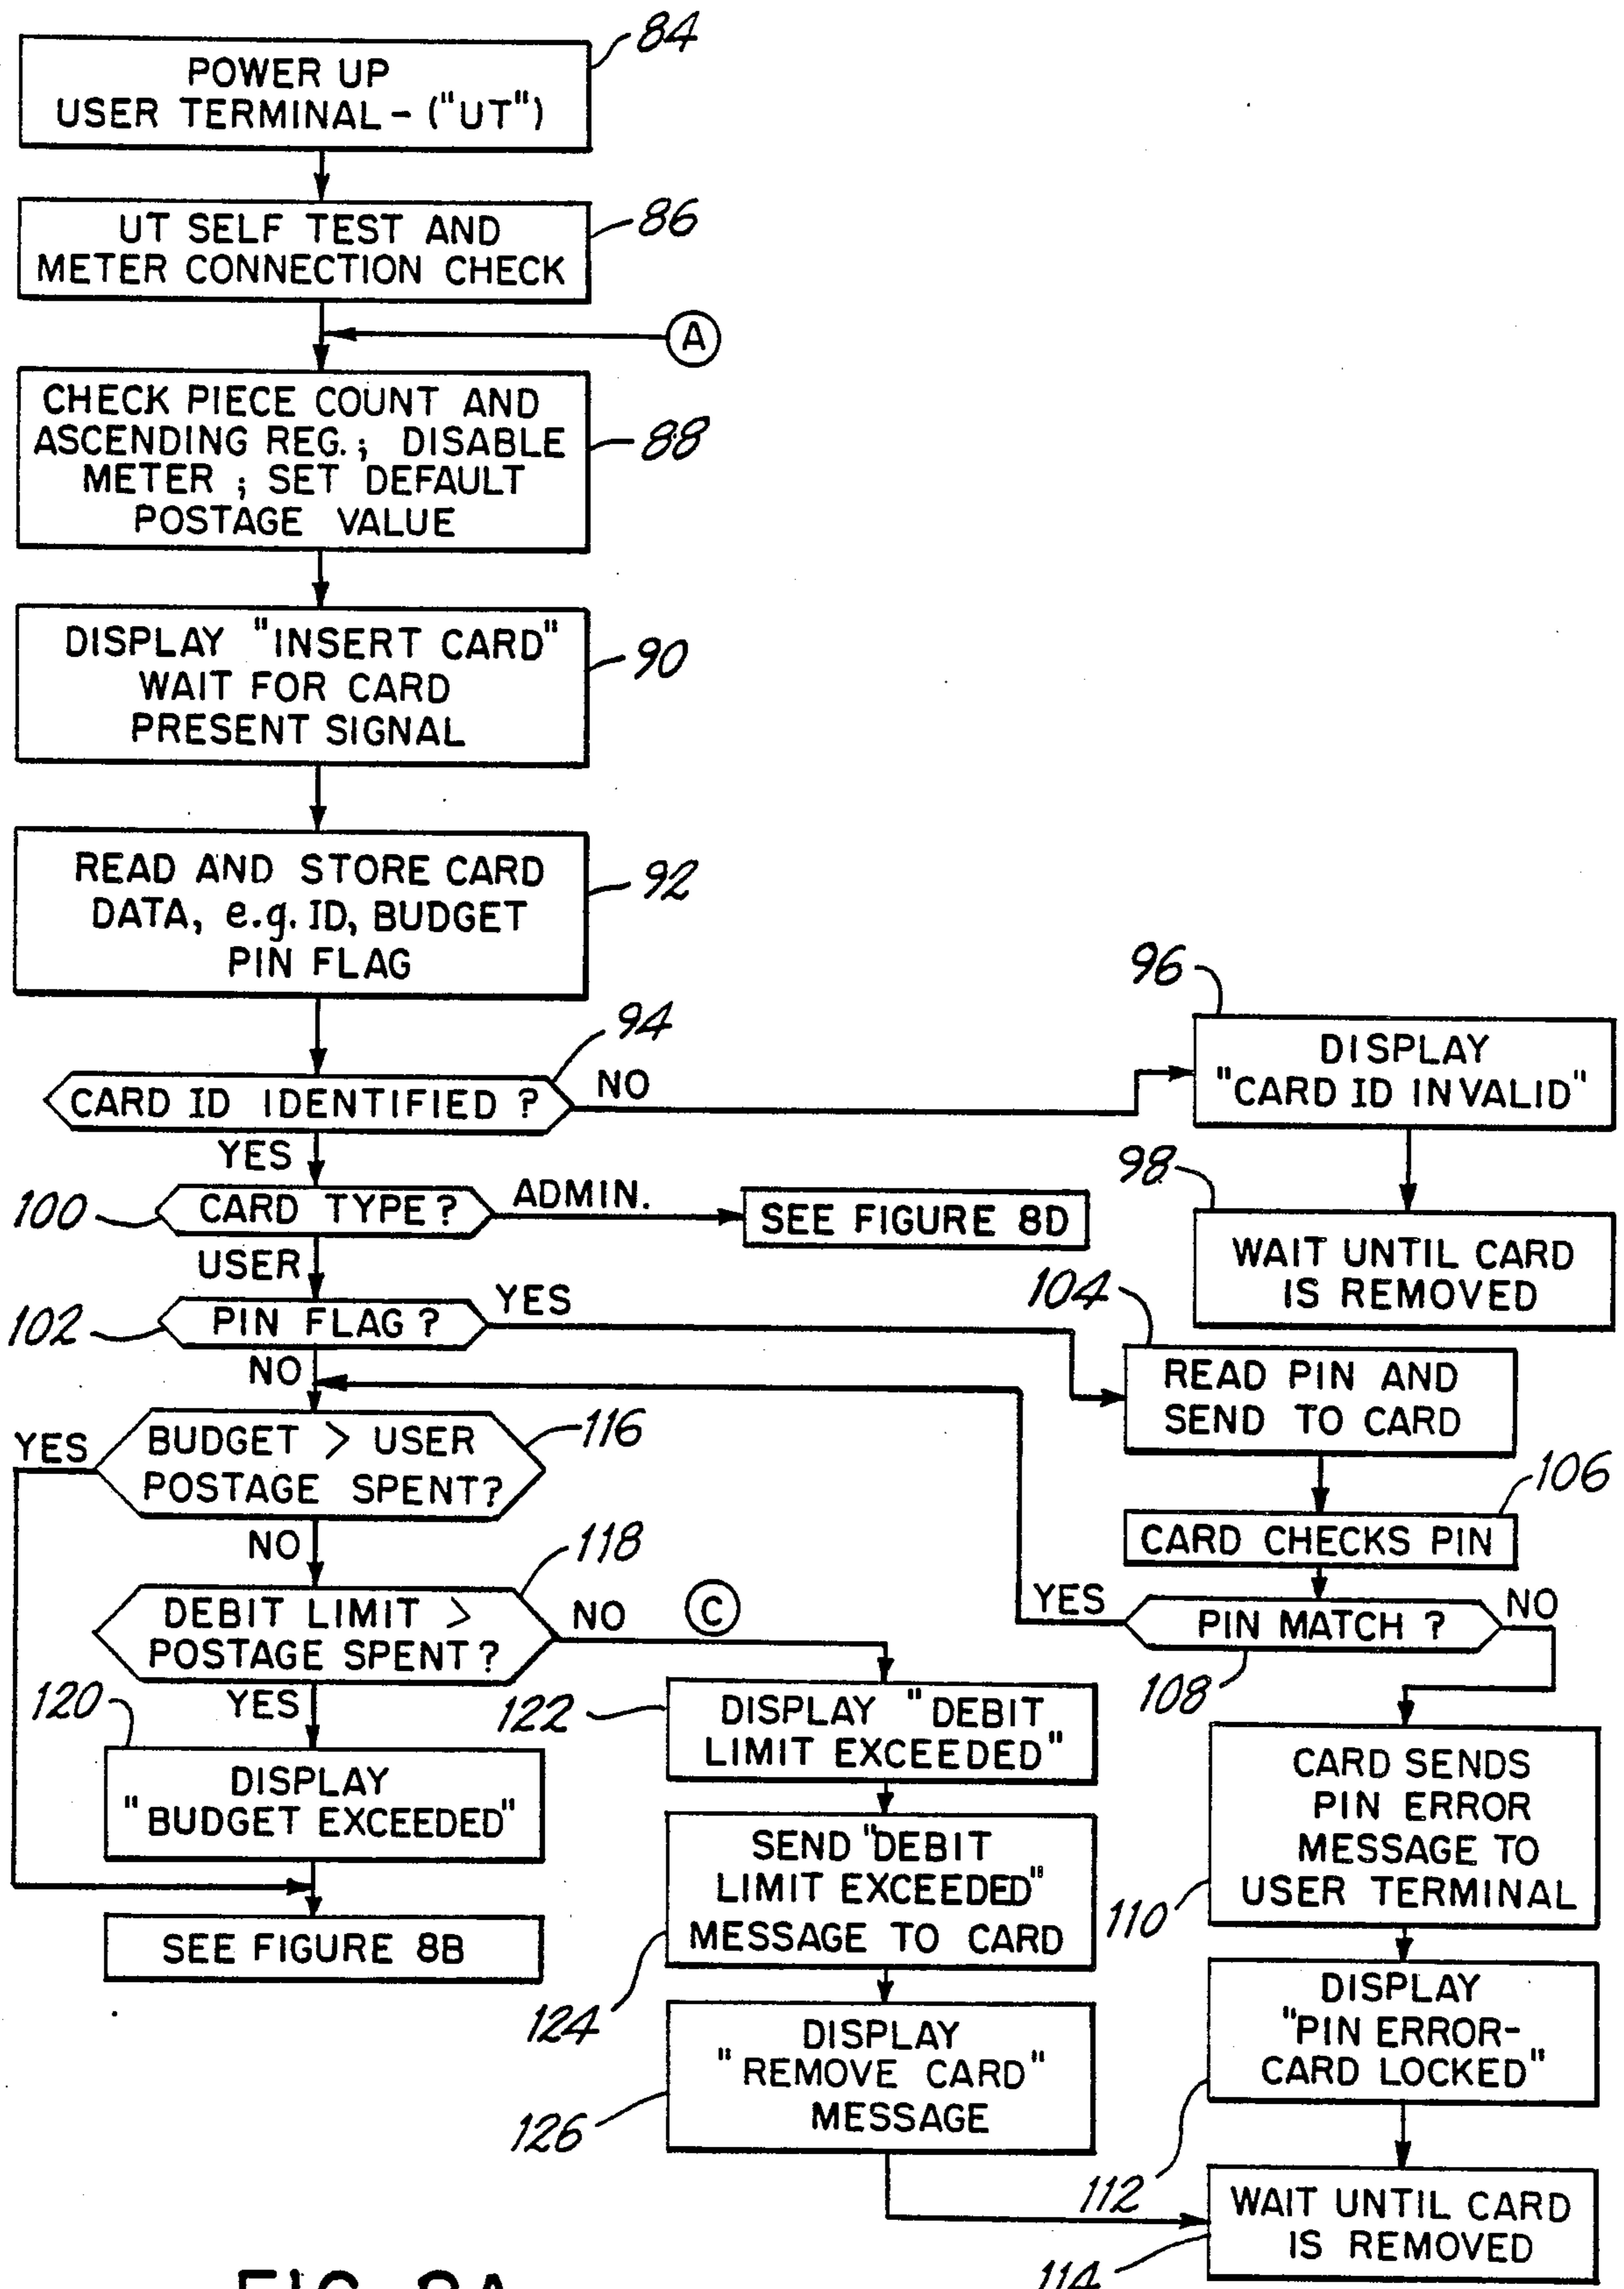 84
POWER UP
USER TERMINAL - ("UT")
86
UT SELF TEST AND
METER CONNECTION CHECK
A
CHECK PIECE COUNT AND
ASCENDING REG.; DISABLE
METER ; SET DEFAULT
POSTAGE VALUE
88
DISPLAY "INSERT CARD"
WAIT FOR CARD
PRESENT SIGNAL
90
READ AND STORE CARD
DATA, e.g. ID, BUDGET
PIN FLAG
92
94
CARD ID IDENTIFIED ?
NO
96
DISPLAY
"CARD ID INVALID"
98
WAIT UNTIL CARD
IS REMOVED
YES
100
CARD TYPE ?
ADMIN.
SEE FIGURE 8D
USER
102
PIN FLAG ?
YES
104
READ PIN AND
SEND TO CARD
106
CARD CHECKS PIN
YES
PIN MATCH ?
NO
108
NO
YES
BUDGET > USER
POSTAGE SPENT?
116
NO
118
DEBIT LIMIT >
POSTAGE SPENT?
NO
C
YES
120
DISPLAY
"BUDGET EXCEEDED"
SEE FIGURE 8B
122
DISPLAY "DEBIT
LIMIT EXCEEDED"
SEND "DEBIT
LIMIT EXCEEDED"
MESSAGE TO CARD
124
DISPLAY
"REMOVE CARD"
MESSAGE
126
CARD SENDS
PIN ERROR
MESSAGE TO
USER TERMINAL
110
DISPLAY
"PIN ERROR-
CARD LOCKED"
112
WAIT UNTIL CARD
IS REMOVED
114
FIG. 8A